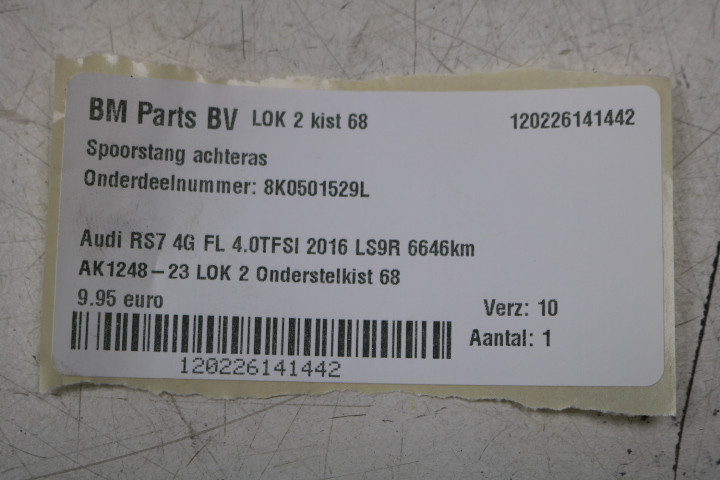 BM Parts BV LOK 2 kist 68 120226141442
Spoorstang achteras
Onderdeelnummer: 8K0501529L
Audi RS7 4G FL 4.0TFSI 2016 LS9R 6646km
AK1248-23 LOK 2 Onderstelkist 68
9.95 euro Verz: 10
Aantal: 1
120226141442